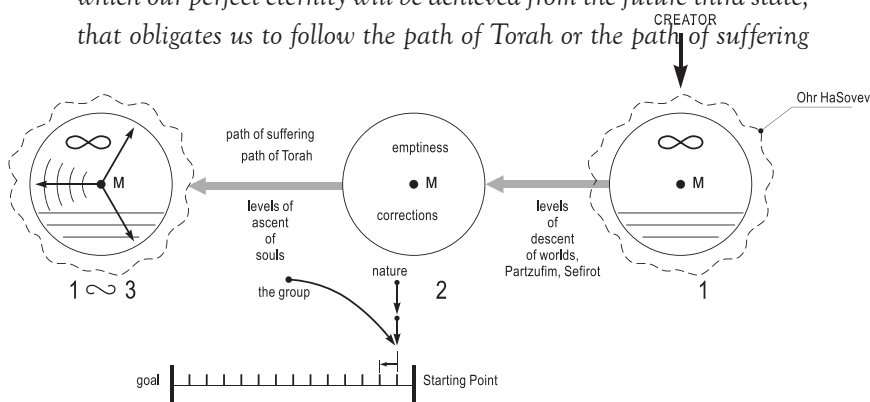 which our perfect eternity will be achieved from the future third state,
that obligates us to follow the path of Torah or the path of suffering
CREATOR
Ohr HaSovev
∞
M
path of suffering
path of Torah
levels of
ascent
of
souls
emptiness
M
corrections
levels
of
descent
of worlds,
Partzufim, Sefirot
∞
M
1 ∾ 3
the group
nature
2
1
goal
Starting Point